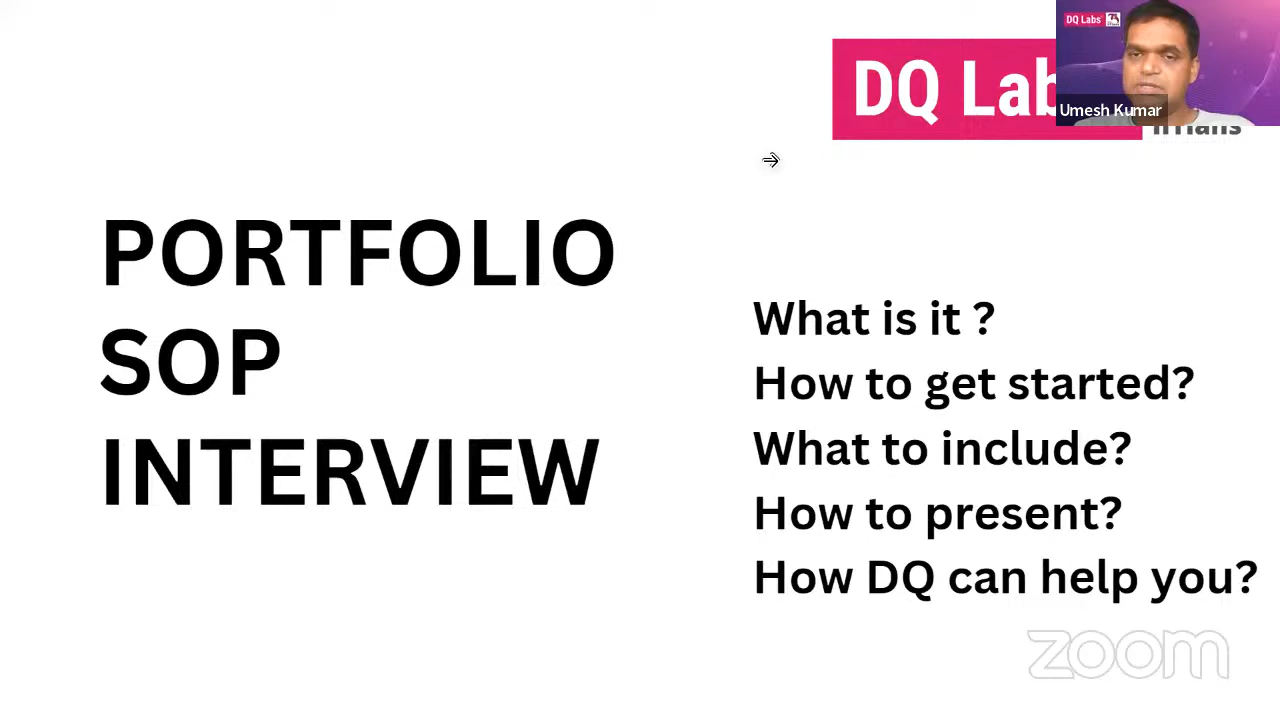 DQ Labs
DQ Lab
Umesh Kumar
PORTFOLIO
SOP
INTERVIEW
What is it ?
How to get started?
What to include?
How to present?
How DQ can help you?
zoom